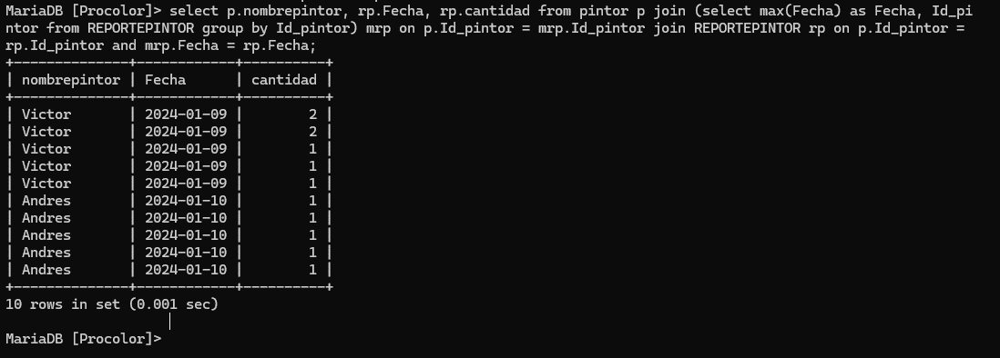 MariaDB [Procolor]> select p.nombrepintor, rp.Fecha, rp.cantidad from pintor p join (select max(Fecha) as Fecha, Id_pi
ntor from REPORTEPINTOR group by Id_pintor) mrp on p.Id_pintor = mrp.Id_pintor join REPORTEPINTOR rp on p.Id_pintor =
rp.Id_pintor and mrp.Fecha = rp.Fecha;
+--------------+------------+----------+
| nombrepintor | Fecha      | cantidad |
+--------------+------------+----------+
| Victor       | 2024-01-09 |        2 |
| Victor       | 2024-01-09 |        2 |
| Victor       | 2024-01-09 |        1 |
| Victor       | 2024-01-09 |        1 |
| Victor       | 2024-01-09 |        1 |
| Andres       | 2024-01-10 |        1 |
| Andres       | 2024-01-10 |        1 |
| Andres       | 2024-01-10 |        1 |
| Andres       | 2024-01-10 |        1 |
| Andres       | 2024-01-10 |        1 |
+--------------+------------+----------+
10 rows in set (0.001 sec)
MariaDB [Procolor]>